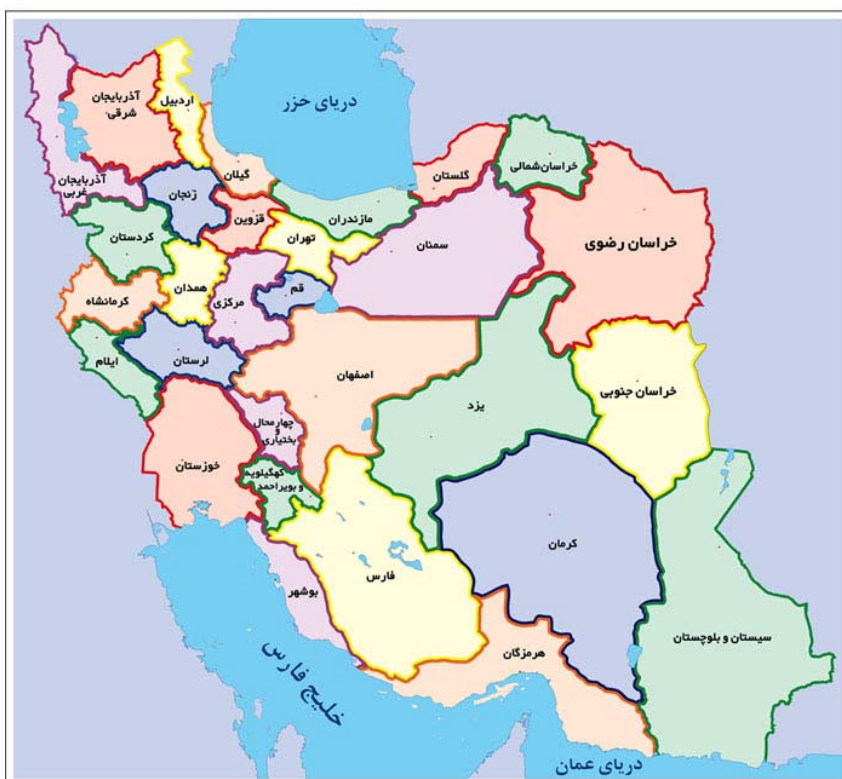 دریای خزر
آذربایجان
شرقی
اردبیل
گیلان
گلستان
خراسان‌شمالی
آذربایجان
غربی
زنجان
مازندران
کردستان
قزوین
تهران
سمنان
خراسان رضوی
کرمانشاه
همدان
مرکزی
قم
ایلام
لرستان
اصفهان
یزد
خراسان جنوبی
چهارمحال
و
بختیاری
خوزستان
کهگیلویه
و بویراحمد
فارس
کرمان
بوشهر
سیستان و بلوچستان
هرمزگان
خلیج فارس
دریای عمان